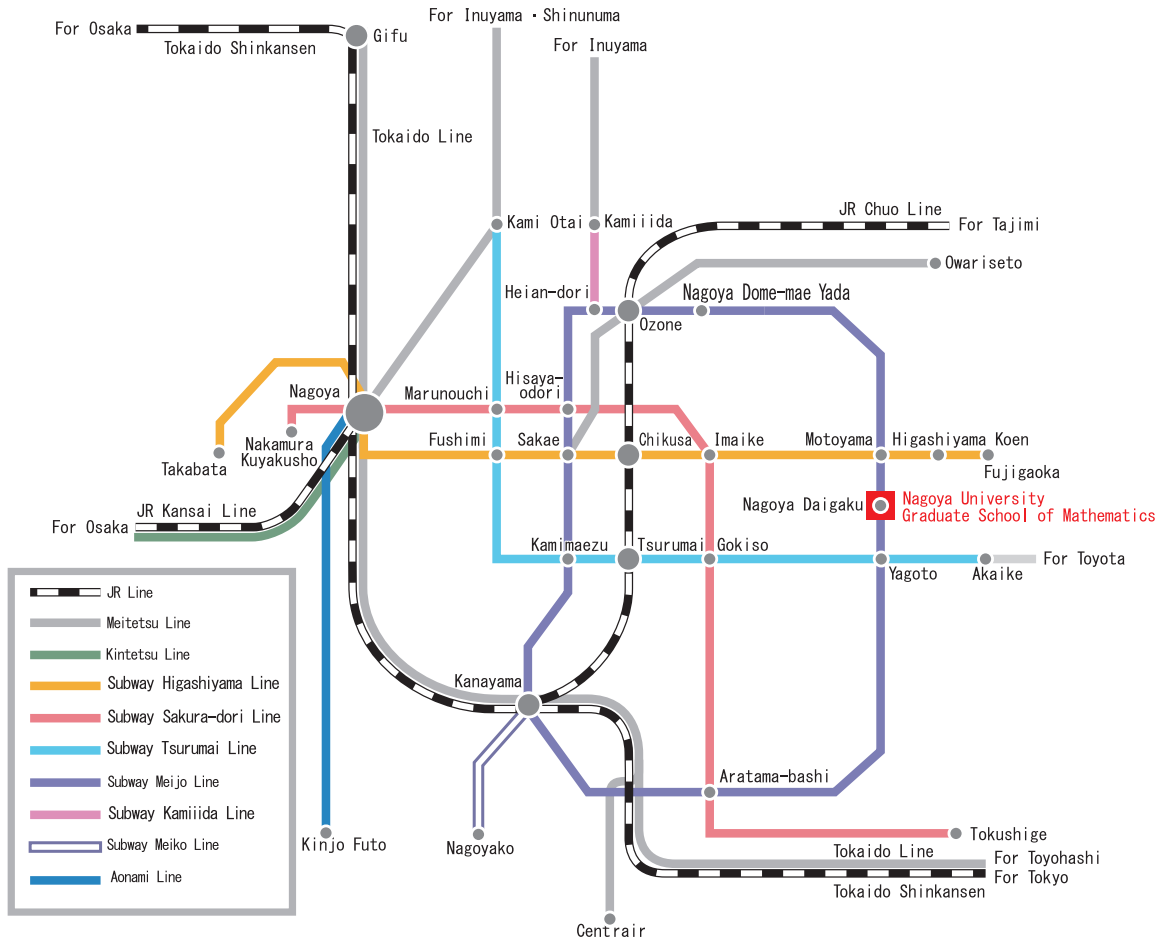 For Inuyama・Shinunuma
For Osaka
Gifu
Tokaido Shinkansen
For Inuyama
Tokaido Line
JR Chuo Line
Kami Otai
Kamiiida
For Tajimi
Owariseto
Heian-dori
Nagoya Dome-mae Yada
Ozone
Hisaya-
odori
Nagoya
Marunouchi
Nakamura
Kuyakusho
Fushimi
Sakae
Chikusa
Imaike
Motoyama
Higashiyama Koen
Takabata
Fujigaoka
Nagoya Daigaku
Nagoya University
Graduate School of Mathematics
JR Kansai Line
For Osaka
Kamimaezu
Tsurumai
Gokiso
For Toyota
Yagoto
Akaike
JR Line
Meitetsu Line
Kintetsu Line
Subway Higashiyama Line
Subway Sakura-dori Line
Subway Tsurumai Line
Subway Meijo Line
Subway Kamiiida Line
Subway Meiko Line
Aonami Line
Kanayama
Aratama-bashi
Kinjo Futo
Nagoyako
Tokushige
Tokaido Line
For Toyohashi
For Tokyo
Tokaido Shinkansen
Centrair